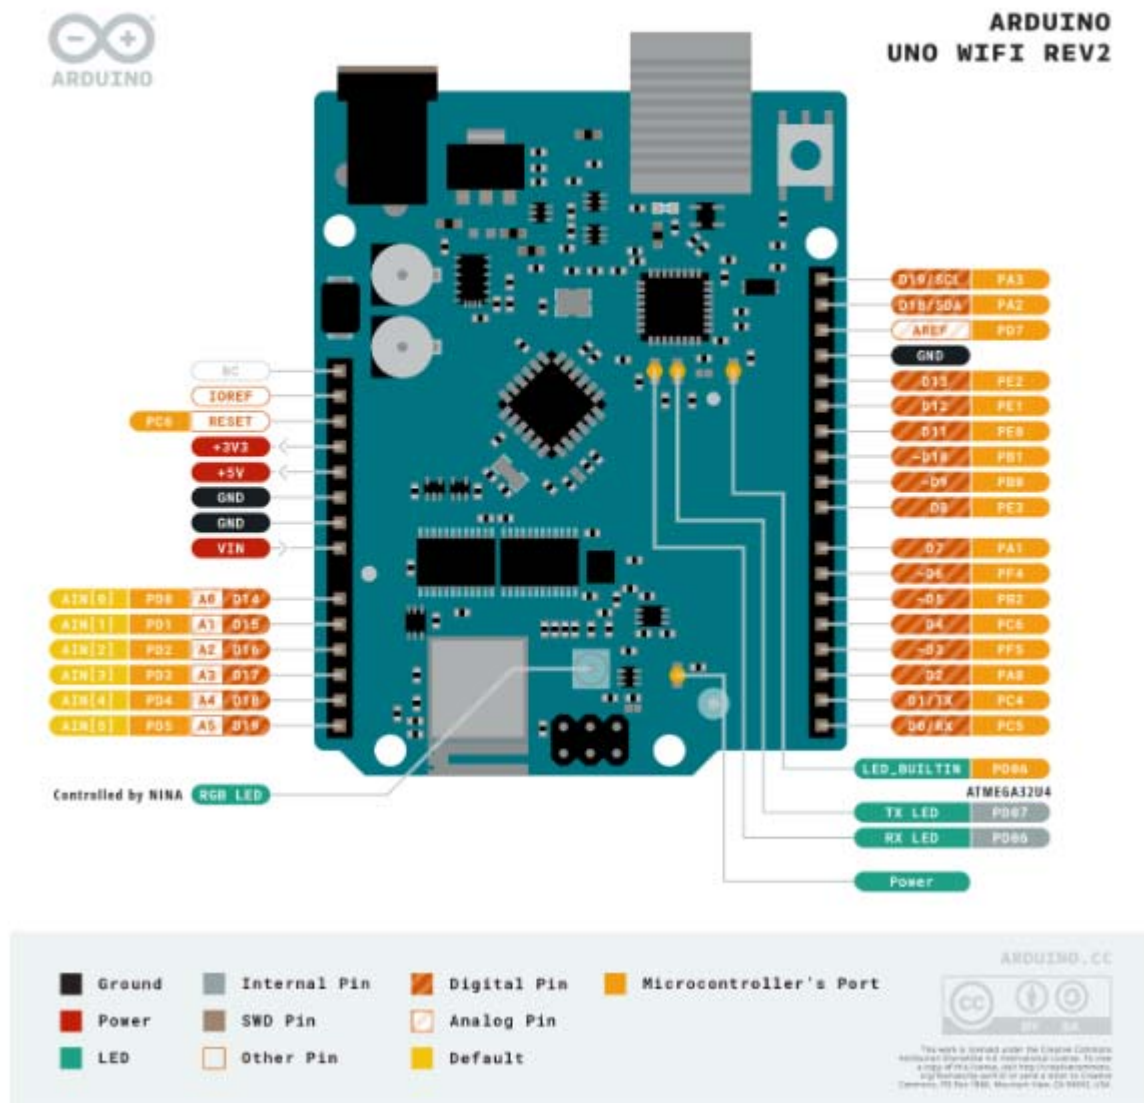 ARDUINO
ARDUINO
UNO WIFI REV2
NC
IOREF
PC6 RESET
+3V3
+5V
GND
GND
VIN
AIN[0] PD0 A0 D14
AIN[1] PD1 A1 D15
AIN[2] PD2 A2 D16
AIN[3] PD3 A3 D17
AIN[4] PD4 A4 D18
AIN[5] PD5 A5 D19
Controlled by NINA RGB LED
D19/SCL PA3
D18/SDA PA2
AREF PD7
GND
D13 PE2
D12 PE1
D11 PE0
~D10 PB1
~D9 PB0
D8 PE3
D7 PA1
~D6 PF4
~D5 PB2
D4 PC6
~D3 PF5
D2 PA0
D1/TX PC4
D0/RX PC5
LED_BUILTIN PD06
ATMEGA32U4
TX LED PD07
RX LED PD06
Power
Ground
Power
LED
Internal Pin
SWD Pin
Other Pin
Digital Pin
Analog Pin
Default
Microcontroller's Port
ARDUINO.CC
CC
BY SA